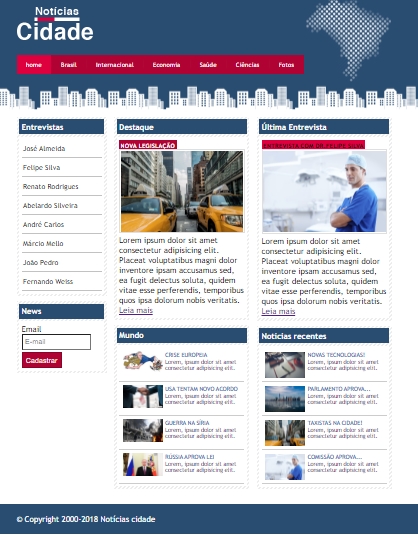 Notícias
Cidade
home Brasil Internacional Economia Saúde Ciências Fotos
Entrevistas
José Almeida
Felipe Silva
Renato Rodrigues
Abelardo Silveira
André Carlos
Márcio Mello
João Pedro
Fernando Weiss
News
Email
E-mail
Cadastrar
Destaque
NOVA LEGISLAÇÃO
Lorem ipsum dolor sit amet
consectetur adipisicing elit.
Placeat voluptatibus magni dolor
inventore ipsam accusamus sed,
ea fugit delectus soluta, quidem
vitae esse perferendis, temporibus
quos ipsa dolorum nobis veritatis.
Leia mais
Última Entrevista
ENTREVISTA COM DR.FELIPE SILVA
Lorem ipsum dolor sit amet
consectetur adipisicing elit.
Placeat voluptatibus magni dolor
inventore ipsam accusamus sed,
ea fugit delectus soluta, quidem
vitae esse perferendis, temporibus
quos ipsa dolorum nobis veritatis.
Leia mais
Mundo
CRISE EUROPEIA
Lorem, ipsum dolor sit amet
consectetur adipisicing elit.
USA TENTAM NOVO ACORDO
Lorem, ipsum dolor sit amet
consectetur adipisicing elit.
GUERRA NA SÍRIA
Lorem, ipsum dolor sit amet
consectetur adipisicing elit.
RÚSSIA APROVA LEI
Lorem, ipsum dolor sit amet
consectetur adipisicing elit.
Notícias recentes
NOVAS TECNOLOGIAS!
Lorem, ipsum dolor sit amet
consectetur adipisicing elit.
PARLAMENTO APROVA...
Lorem, ipsum dolor sit amet
consectetur adipisicing elit.
TAXISTAS NA CIDADE!
Lorem, ipsum dolor sit amet
consectetur adipisicing elit.
COMISSÃO APROVA...
Lorem, ipsum dolor sit amet
consectetur adipisicing elit.
© Copyright 2000-2018 Notícias cidade